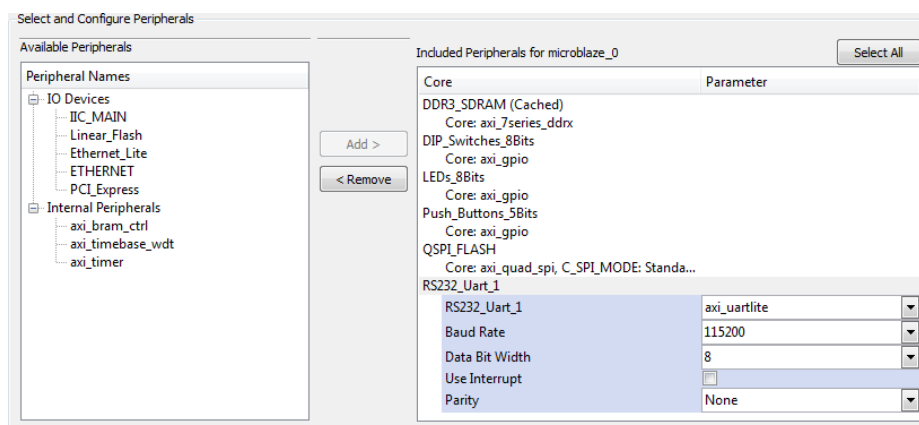 Select and Configure Peripherals
Available Peripherals
Peripheral Names
IO Devices
IIC_MAIN
Linear_Flash
Ethernet_Lite
ETHERNET
PCI_Express
Internal Peripherals
axi_bram_ctrl
axi_timebase_wdt
axi_timer
Add >
< Remove
Included Peripherals for microblaze_0
Select All
Core Parameter
DDR3_SDRAM (Cached)
Core: axi_7series_ddrx
DIP_Switches_8Bits
Core: axi_gpio
LEDs_8Bits
Core: axi_gpio
Push_Buttons_5Bits
Core: axi_gpio
QSPI_FLASH
Core: axi_quad_spi, C_SPI_MODE: Standa...
RS232_Uart_1
RS232_Uart_1 axi_uartlite
Baud Rate 115200
Data Bit Width 8
Use Interrupt
Parity None